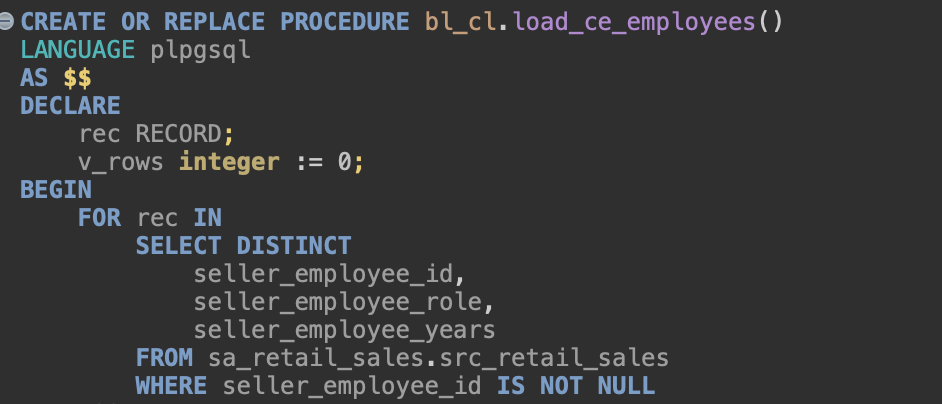 CREATE OR REPLACE PROCEDURE bl_cl.load_ce_employees()
LANGUAGE plpgsql
AS $$
DECLARE
    rec RECORD;
    v_rows integer := 0;
BEGIN
    FOR rec IN
        SELECT DISTINCT
            seller_employee_id,
            seller_employee_role,
            seller_employee_years
        FROM sa_retail_sales.src_retail_sales
        WHERE seller_employee_id IS NOT NULL